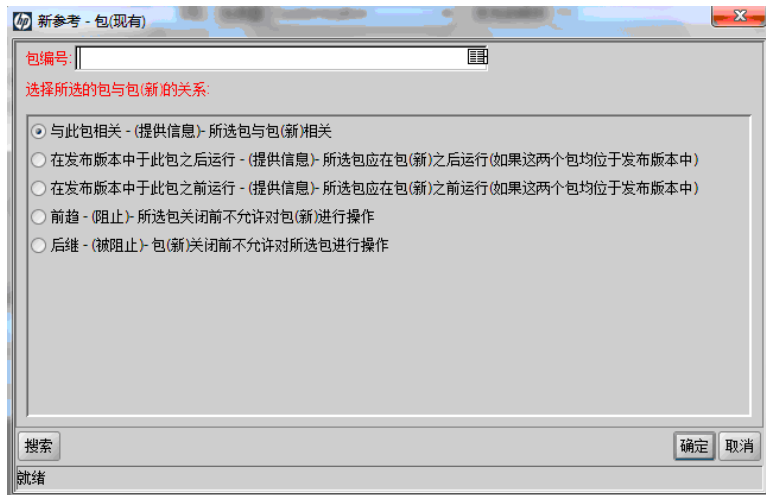 新参考 - 包(现有)
包编号:
选择所选的包与包(新)的关系:
与此包相关 - (提供信息)- 所选包与包(新)相关
在发布版本中于此包之后运行 - (提供信息)- 所选包应在包(新)之后运行(如果这两个包均位于发布版本中)
在发布版本中于此包之前运行 - (提供信息)- 所选包应在包(新)之前运行(如果这两个包均位于发布版本中)
前趋 - (阻止)- 所选包关闭前不允许对包(新)进行操作
后继 - (被阻止)- 包(新)关闭前不允许对所选包进行操作
搜索 确定 取消
就绪